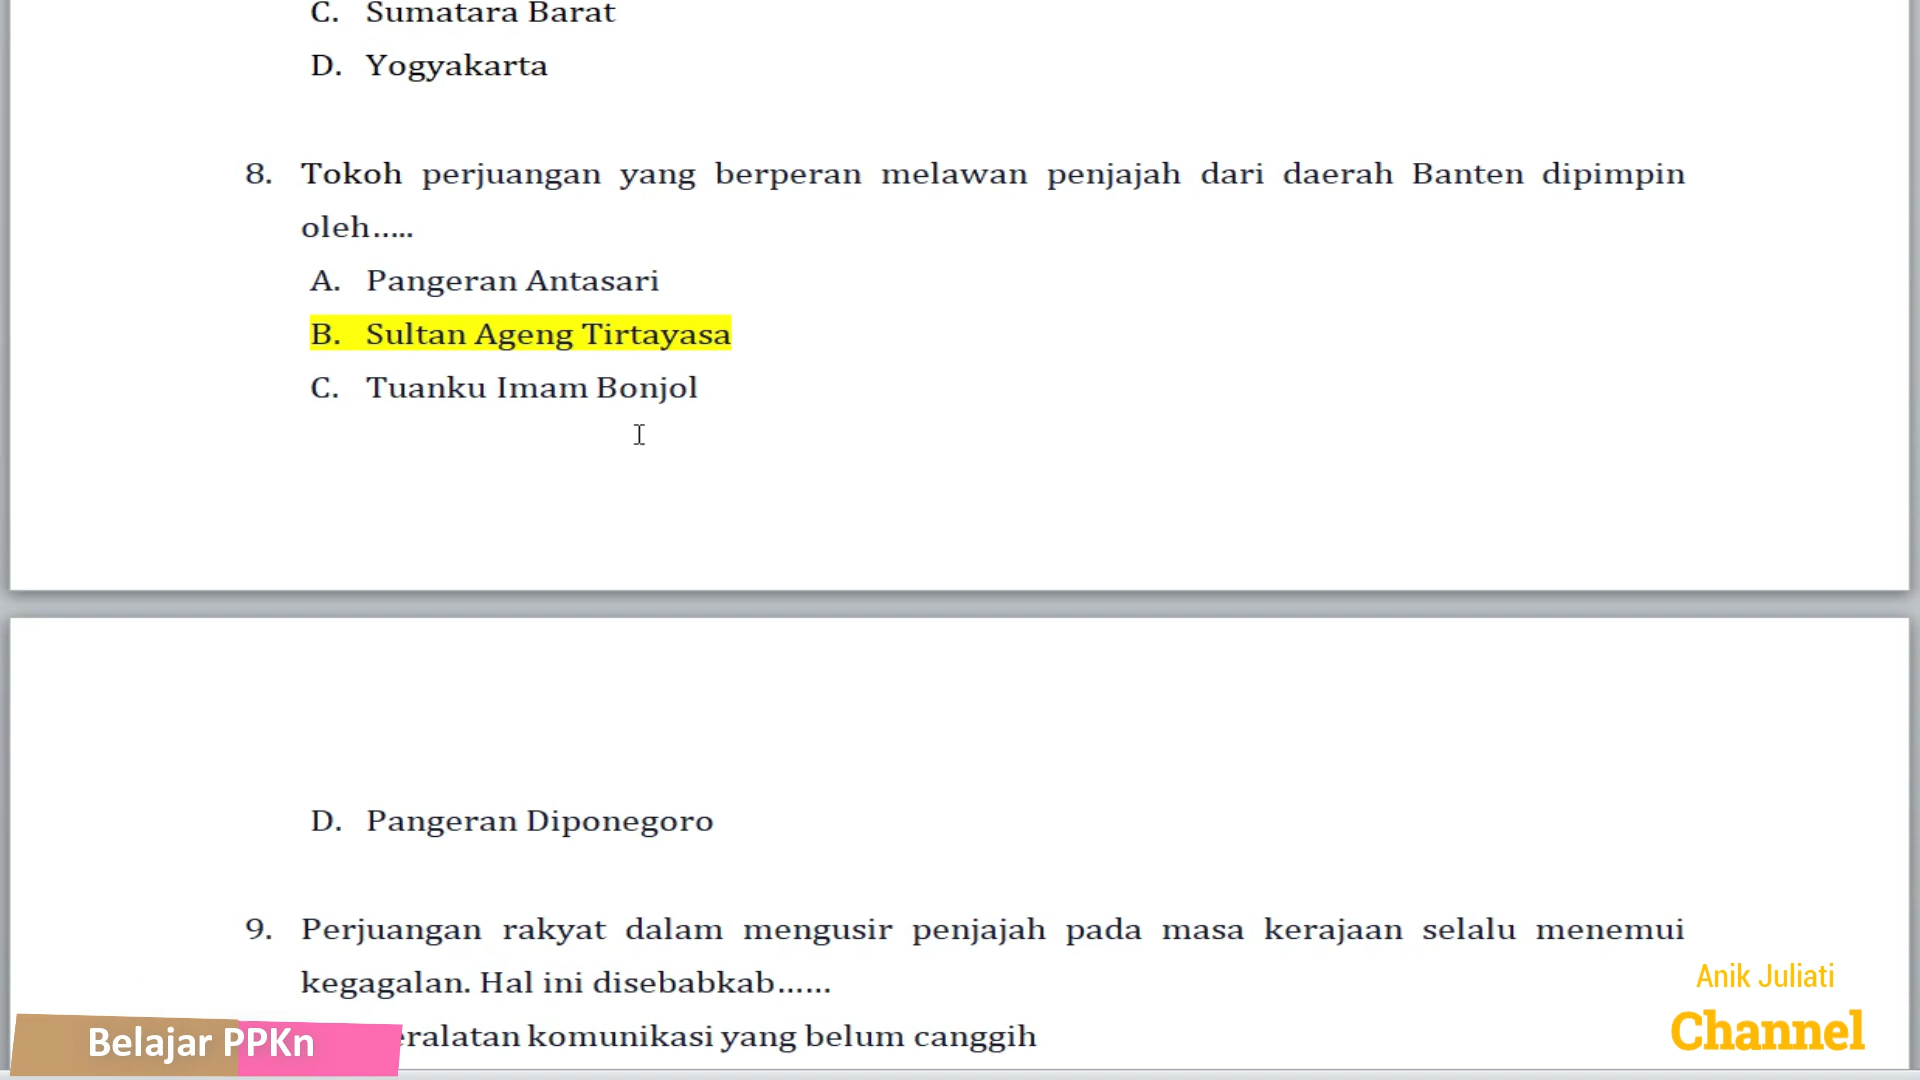 C. Sumatara Barat
D. Yogyakarta
8. Tokoh perjuangan yang berperan melawan penjajah dari daerah Banten dipimpin
oleh.....
A. Pangeran Antasari
B. Sultan Ageng Tirtayasa
C. Tuanku Imam Bonjol
D. Pangeran Diponegoro
9. Perjuangan rakyat dalam mengusir penjajah pada masa kerajaan selalu menemui
kegagalan. Hal ini disebabkab......
komunikasi yang belum canggih
Belajar PPKn
Anik Juliati
Channel